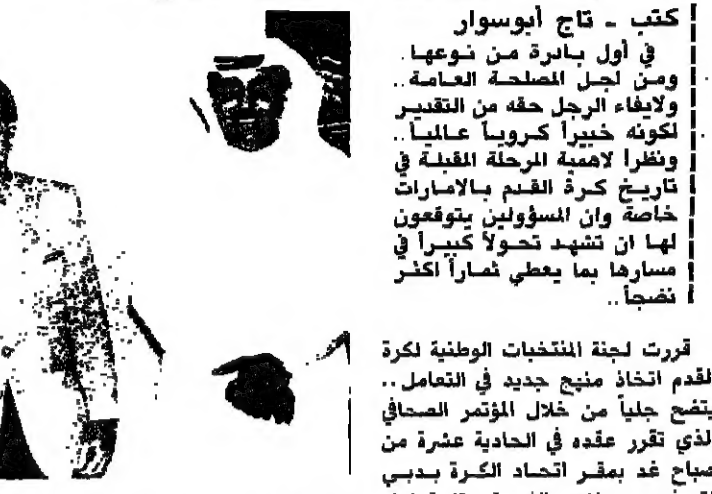 كتب - تاج أبوسوار
في أول بادرة من نوعها.
ومن اجل المصلحة العامة..
ولايفاء الرجل حقه من التقدير
لكونه خبيراً كروياً عالمياً..
ونظرا لاهمية المرحلة المقبلة في
تاريخ كرة القدم بالامارات
خاصة وان المسؤولين يتوقعون
لها ان تشهد تحولاً كبيراً في
مسارها بما يعطي ثماراً اكثر
نضجاً..
قررت لجنة المنتخبات الوطنية لكرة
القدم اتخاذ منهج جديد في التعامل..
يتضح جلياً من خلال المؤتمر الصحافي
الذي تقرر عقده في الحادية عشرة من
صباح غد بمقر اتحاد الكرة بدبي